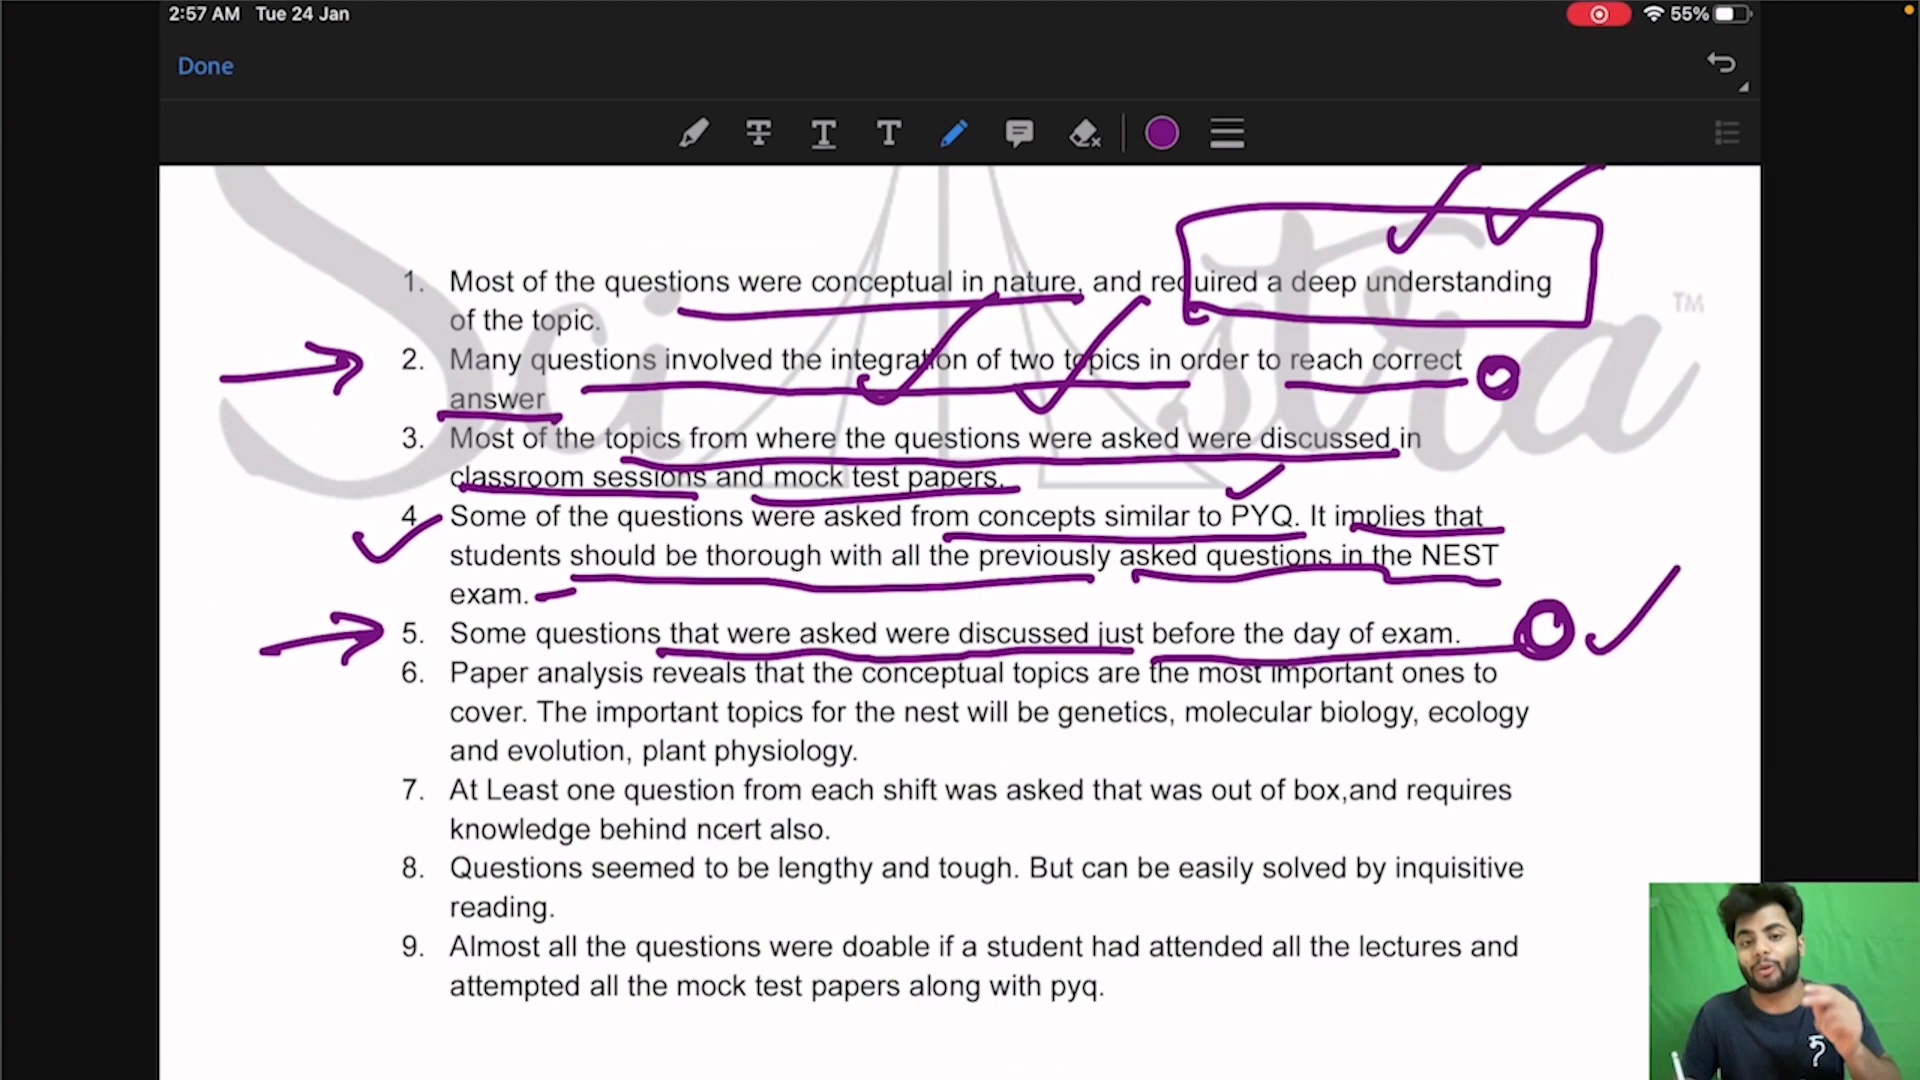 2:57 AM Tue 24 Jan
55%
Done
T T T
SciAstra
TM
1. Most of the questions were conceptual in nature, and required a deep understanding
of the topic.
2. Many questions involved the integration of two topics in order to reach correct
answer
3. Most of the topics from where the questions were asked were discussed in
classroom sessions and mock test papers.
4. Some of the questions were asked from concepts similar to PYQ. It implies that
students should be thorough with all the previously asked questions in the NEST
exam.
5. Some questions that were asked were discussed just before the day of exam.
6. Paper analysis reveals that the conceptual topics are the most important ones to
cover. The important topics for the nest will be genetics, molecular biology, ecology
and evolution, plant physiology.
7. At Least one question from each shift was asked that was out of box,and requires
knowledge behind ncert also.
8. Questions seemed to be lengthy and tough. But can be easily solved by inquisitive
reading.
9. Almost all the questions were doable if a student had attended all the lectures and
attempted all the mock test papers along with pyq.